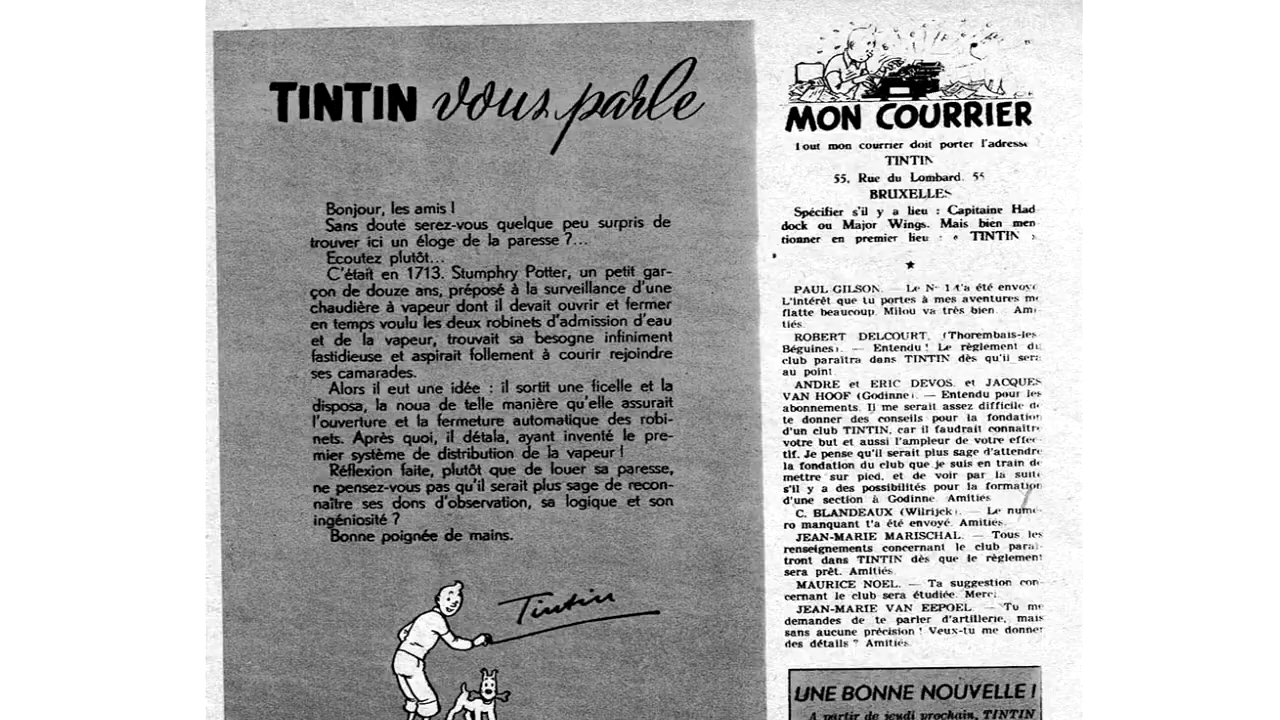 TINTIN vous parle
Bonjour, les amis !
Sans doute serez-vous quelque peu surpris de
trouver ici un éloge de la paresse ?...
Ecoutez plutôt...
C'était en 1713. Stumphry Potter, un petit gar-
çon de douze ans, préposé à la surveillance d'une
chaudière à vapeur dont il devait ouvrir et fermer
en temps voulu les deux robinets d'admission d'eau
et de la vapeur, trouvait sa besogne infiniment
fastidieuse et aspirait follement à courir rejoindre
ses camarades.
Alors il eut une idée : il sortit une ficelle et la
disposa, la noua de telle manière qu'elle assurait
l'ouverture et la fermeture automatique des robi-
nets. Après quoi, il détala, ayant inventé le pre-
mier système de distribution de la vapeur !
Réflexion faite, plutôt que de louer sa paresse,
ne pensez-vous pas qu'il serait plus sage de recon-
naître ses dons d'observation, sa logique et son
ingéniosité ?
Bonne poignée de mains.
Tintin
MON COURRIER
Tout mon courrier doit porter l'adresse
TINTIN
55, Rue du Lombard, 55
BRUXELLES
Spécifier s'il y a lieu : Capitaine Had
dock ou Major Wings. Mais bien men
tionner en premier lieu : « TINTIN ».
★
PAUL GILSON. — Le N° 1 t'a été envoyé
L'intérêt que tu portes à mes aventures me
flatte beaucoup. Milou va très bien. Ami
tiés.
ROBERT DELCOURT. (Thorembais-les
Béguines). — Entendu ! Le règlement du
club paraîtra dans TINTIN dès qu'il sera
au point.
ANDRE et ERIC DEVOS, et JACQUES
VAN HOOF (Godinne). — Entendu pour les
abonnements. Il me serait assez difficile de
te donner des conseils pour la fondation
d'un club TINTIN, car il faudrait connaître
votre but et aussi l'ampleur de votre effec-
tif. Je pense qu'il serait plus sage d'attendre
la fondation du club que je suis en train de
mettre sur pied, et de voir par la suite
s'il y a des possibilités pour la formation
d'une section à Godinne. Amitiés
C. BLANDEAUX (Wilrijck). — Le numé-
ro manquant t'a été envoyé. Amitiés.
JEAN-MARIE MARISCHAL. — Tous les
renseignements concernant le club paraî-
tront dans TINTIN dès que le règlement
sera prêt. Amitiés.
MAURICE NOEL. — Ta suggestion con-
cernant le club sera étudiée. Merci.
JEAN-MARIE VAN EEPOEL. — Tu me
demandes de te parler d'artillerie, mais
sans aucune précision ! Veux-tu me donner
des détails ? Amitiés.
UNE BONNE NOUVELLE !
A partir de jeudi prochain, TINTIN